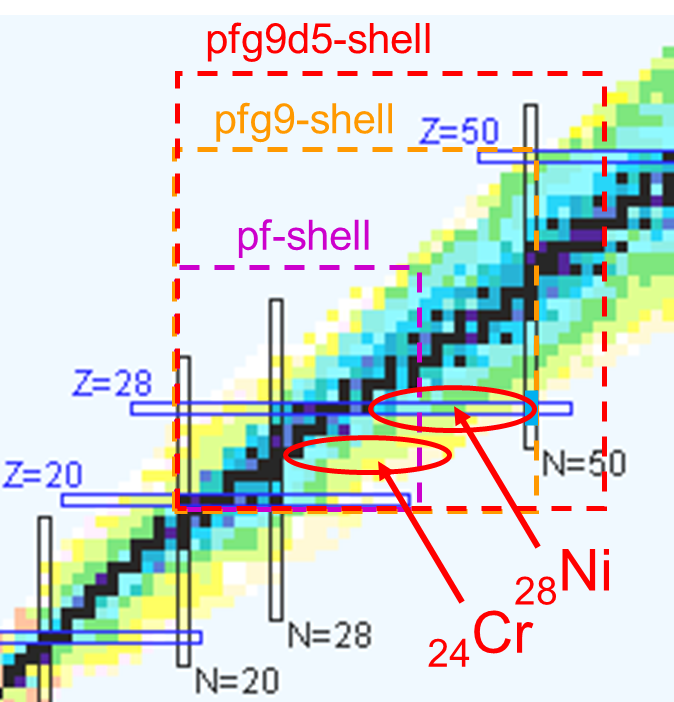 pfg9d5-shell
pfg9-shell
Z=50
pf-shell
Z=28
Z=20
N=50
28Ni
24Cr
N=28
N=20